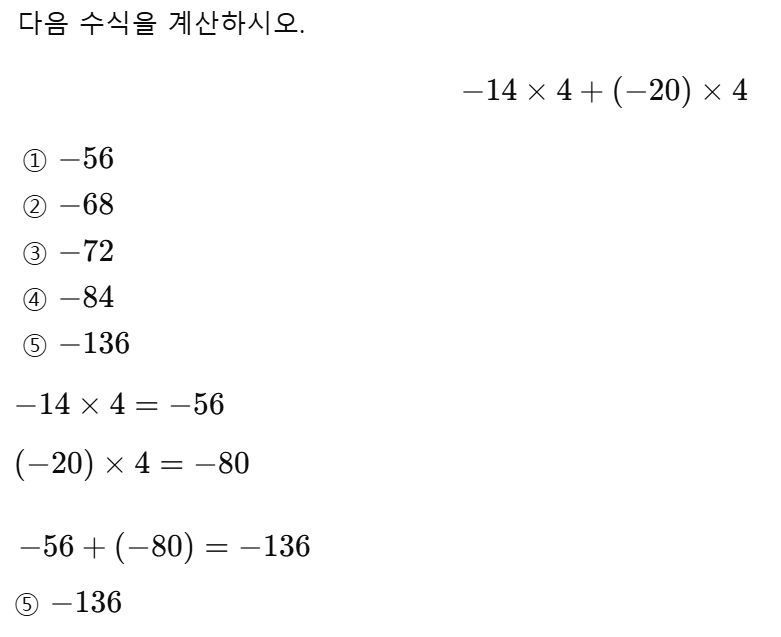 다음 수식을 계산하시오.
−14 × 4 + (−20) × 4
① −56
② −68
③ −72
④ −84
⑤ −136
−14 × 4 = −56
(−20) × 4 = −80
−56 + (−80) = −136
⑤ −136